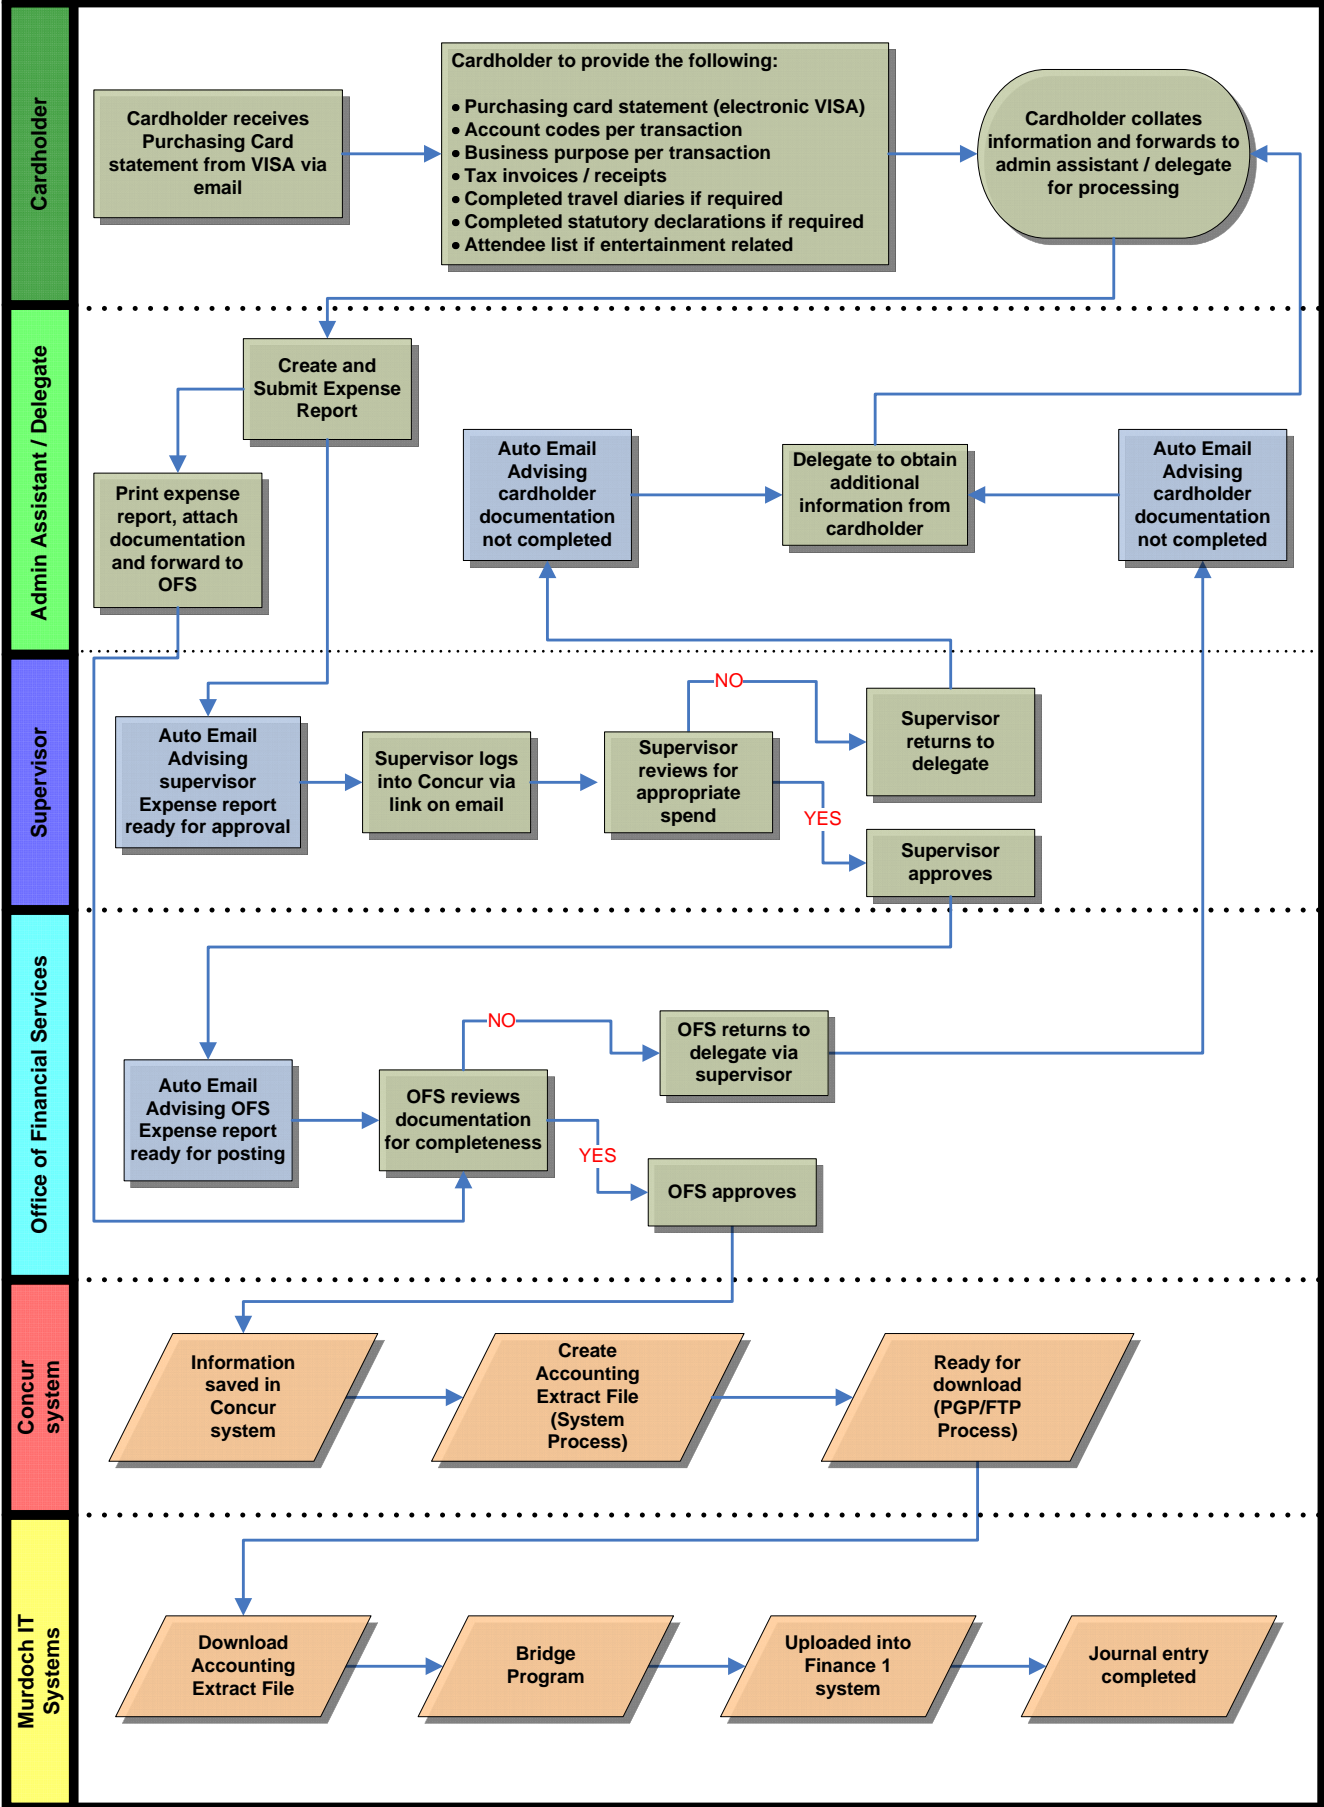 Cardholder
Cardholder receives
Purchasing Card
statement from VISA via
email
Cardholder to provide the following:
• Purchasing card statement (electronic VISA)
• Account codes per transaction
• Business purpose per transaction
• Tax invoices / receipts
• Completed travel diaries if required
• Completed statutory declarations if required
• Attendee list if entertainment related
Cardholder collates
information and forwards to
admin assistant / delegate
for processing
Admin Assistant / Delegate
Create and
Submit Expense
Report
Print expense
report, attach
documentation
and forward to
OFS
Auto Email
Advising
cardholder
documentation
not completed
Delegate to obtain
additional
information from
cardholder
Auto Email
Advising
cardholder
documentation
not completed
Supervisor
Auto Email
Advising
supervisor
Expense report
ready for approval
Supervisor logs
into Concur via
link on email
Supervisor
reviews for
appropriate
spend
NO
YES
Supervisor
returns to
delegate
Supervisor
approves
Office of Financial Services
Auto Email
Advising OFS
Expense report
ready for posting
OFS reviews
documentation
for completeness
NO
YES
OFS returns to
delegate via
supervisor
OFS approves
Concur
system
Information
saved in
Concur
system
Create
Accounting
Extract File
(System
Process)
Ready for
download
(PGP/FTP
Process)
Murdoch IT
Systems
Download
Accounting
Extract File
Bridge
Program
Uploaded into
Finance 1
system
Journal entry
completed